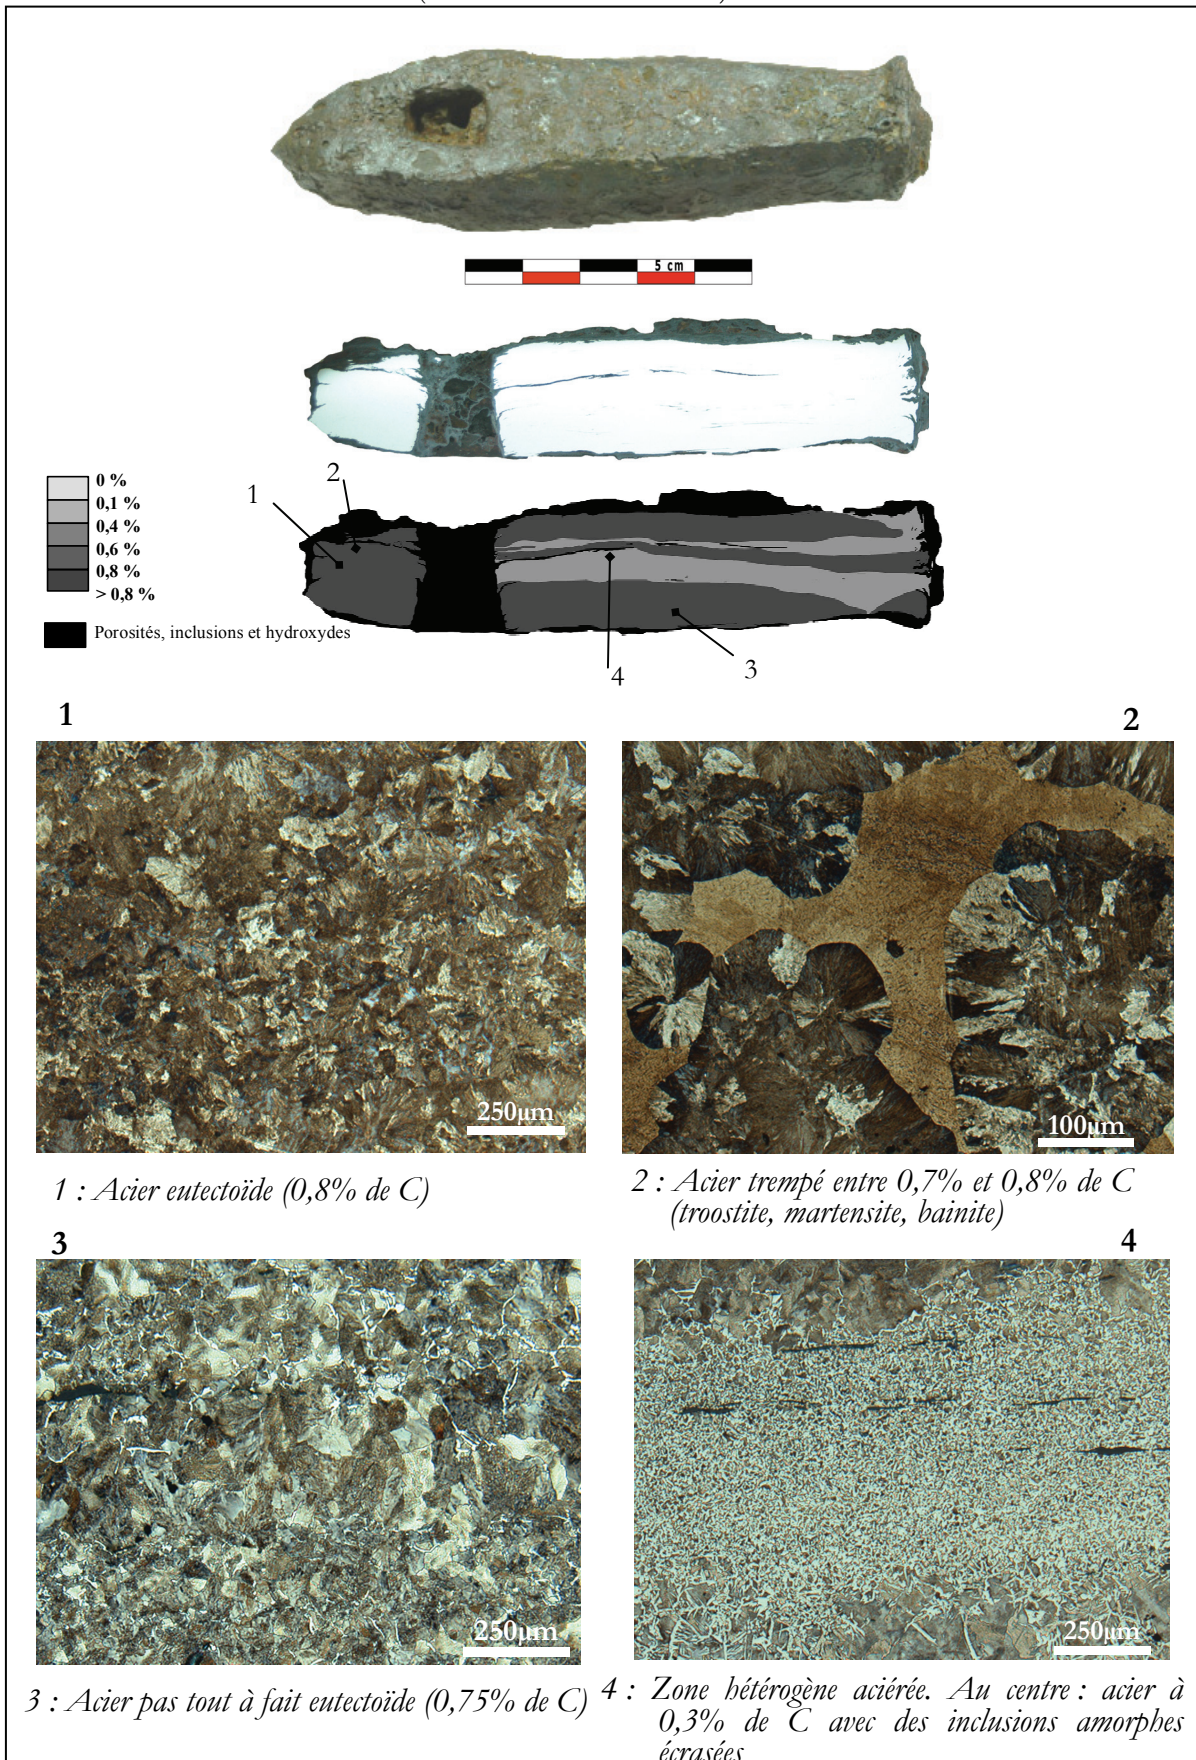 5 cm
0 %
0,1 %
0,4 %
0,6 %
0,8 %
> 0,8 %
Porosités, inclusions et hydroxydes
1
2
3
4
1
2
250µm
100µm
1 : Acier eutectoïde (0,8% de C)
2 : Acier trempé entre 0,7% et 0,8% de C
(troostite, martensite, bainite)
3
4
250µm
250µm
3 : Acier pas tout à fait eutectoïde (0,75% de C)
4 : Zone hétérogène aciérée. Au centre : acier à
0,3% de C avec des inclusions amorphes
écrasées